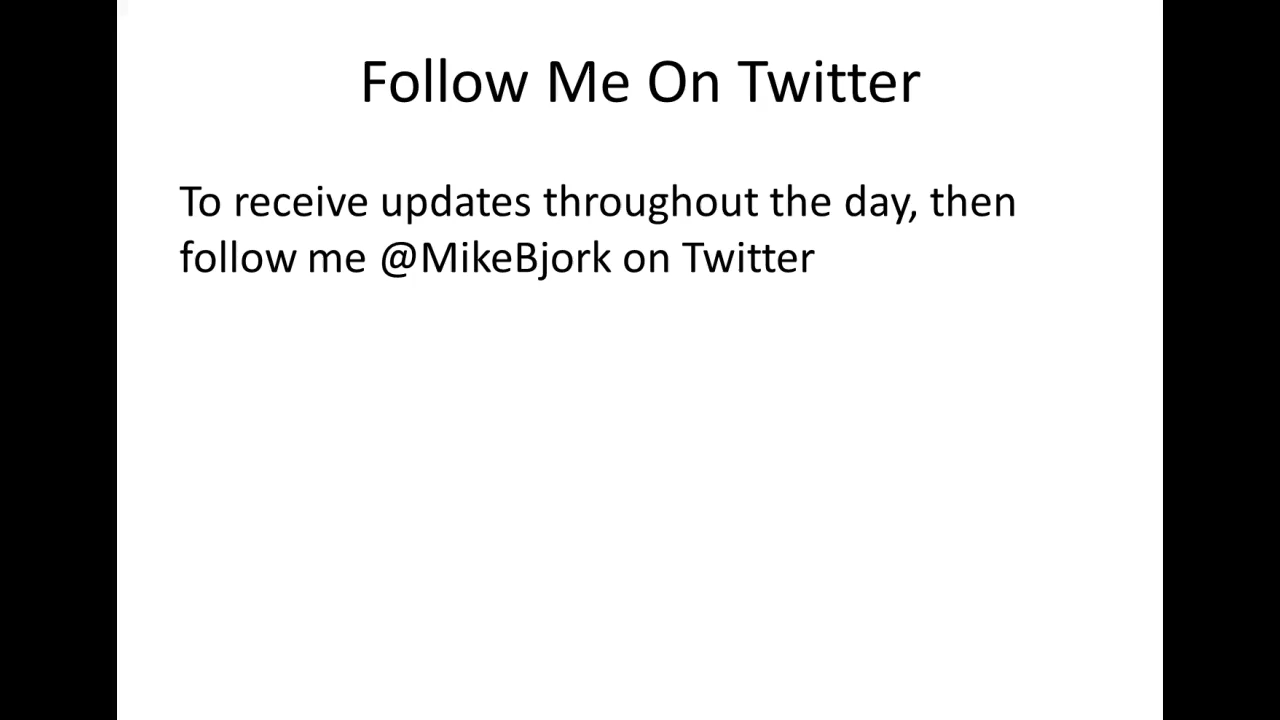 Follow Me On Twitter
To receive updates throughout the day, then
follow me @MikeBjork on Twitter